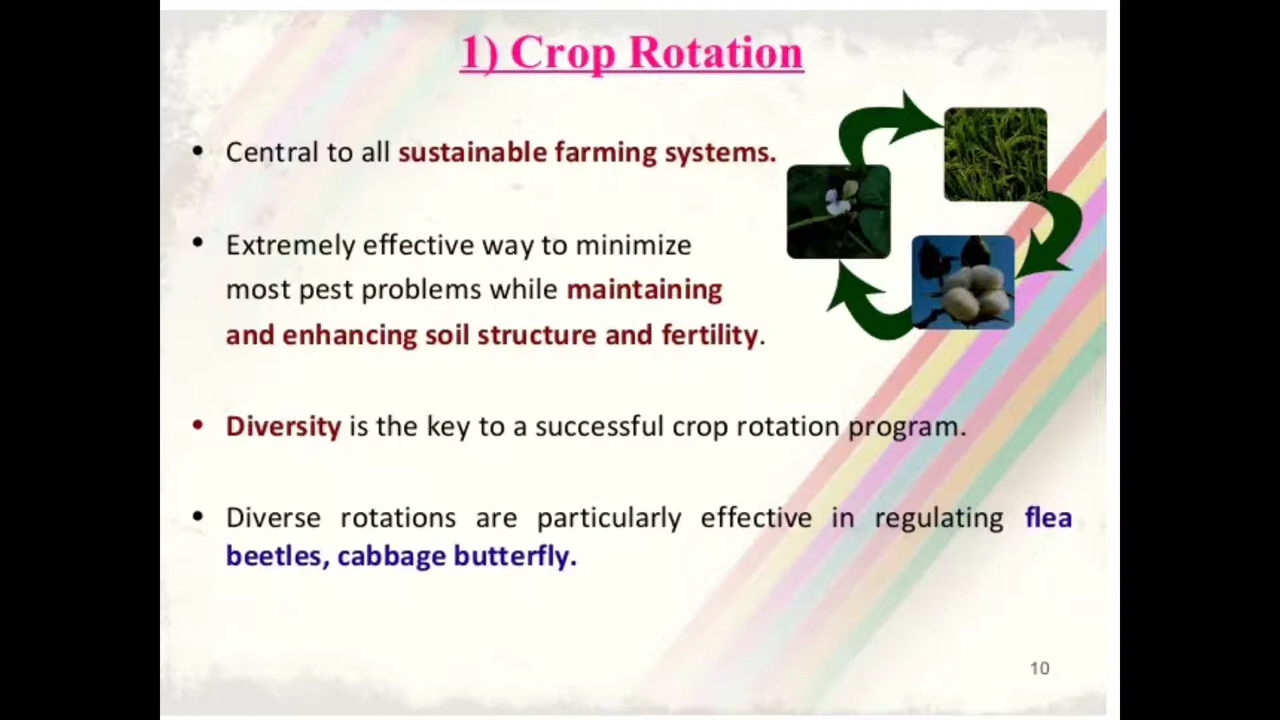 1) Crop Rotation
• Central to all sustainable farming systems.
• Extremely effective way to minimize
most pest problems while maintaining
and enhancing soil structure and fertility.
• Diversity is the key to a successful crop rotation program.
• Diverse rotations are particularly effective in regulating flea
beetles, cabbage butterfly.
10